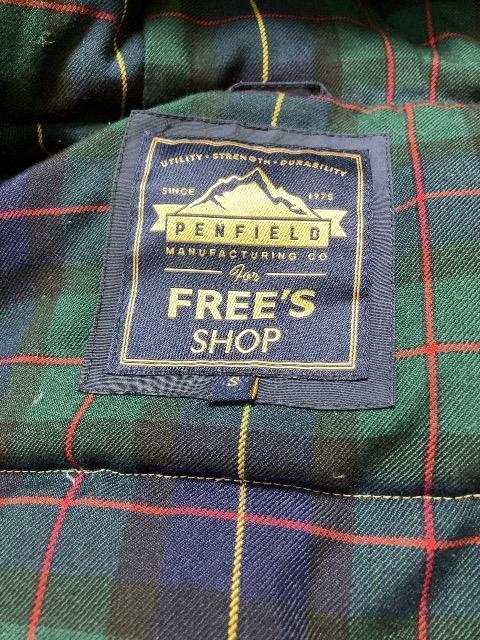 UTILITY · STRENGTH · DURABILITY
SINCE 1975
PENFIELD
MANUFACTURING CO
For
FREE'S
SHOP
S